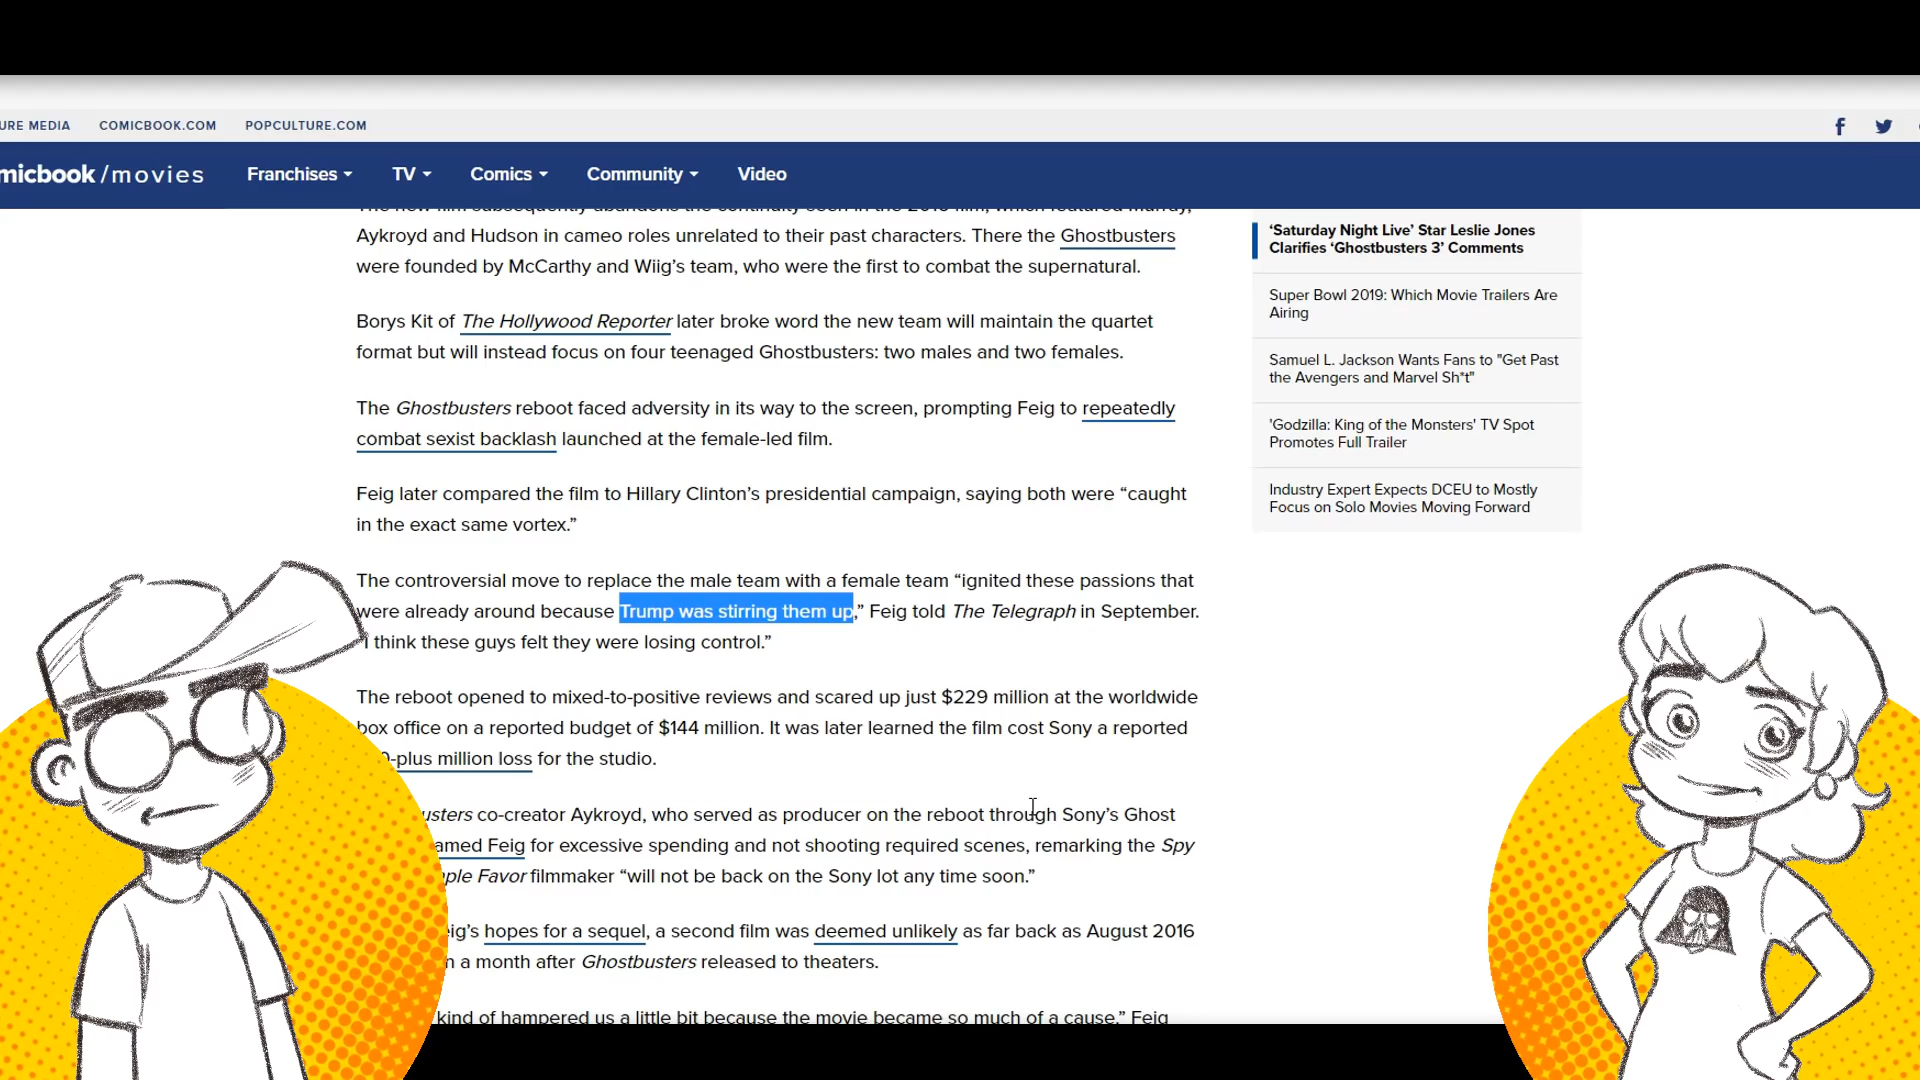 URE MEDIA COMICBOOK.COM POPCULTURE.COM
micbook/movies Franchises TV Comics Community Video
Aykroyd and Hudson in cameo roles unrelated to their past characters. There the Ghostbusters
were founded by McCarthy and Wiig's team, who were the first to combat the supernatural.
Borys Kit of The Hollywood Reporter later broke word the new team will maintain the quartet
format but will instead focus on four teenaged Ghostbusters: two males and two females.
The Ghostbusters reboot faced adversity in its way to the screen, prompting Feig to repeatedly
combat sexist backlash launched at the female-led film.
Feig later compared the film to Hillary Clinton's presidential campaign, saying both were “caught
in the exact same vortex.”
The controversial move to replace the male team with a female team “ignited these passions that
were already around because Trump was stirring them up,” Feig told The Telegraph in September.
I think these guys felt they were losing control.”
The reboot opened to mixed-to-positive reviews and scared up just $229 million at the worldwide
box office on a reported budget of $144 million. It was later learned the film cost Sony a reported
-plus million loss for the studio.
usters co-creator Aykroyd, who served as producer on the reboot through Sony's Ghost
amed Feig for excessive spending and not shooting required scenes, remarking the Spy
ple Favor filmmaker “will not be back on the Sony lot any time soon.”
eig's hopes for a sequel, a second film was deemed unlikely as far back as August 2016
n a month after Ghostbusters released to theaters.
kind of hampered us a little bit because the movie became so much of a cause,” Feig
‘Saturday Night Live’ Star Leslie Jones
Clarifies ‘Ghostbusters 3’ Comments
Super Bowl 2019: Which Movie Trailers Are
Airing
Samuel L. Jackson Wants Fans to "Get Past
the Avengers and Marvel Sh*t"
'Godzilla: King of the Monsters' TV Spot
Promotes Full Trailer
Industry Expert Expects DCEU to Mostly
Focus on Solo Movies Moving Forward